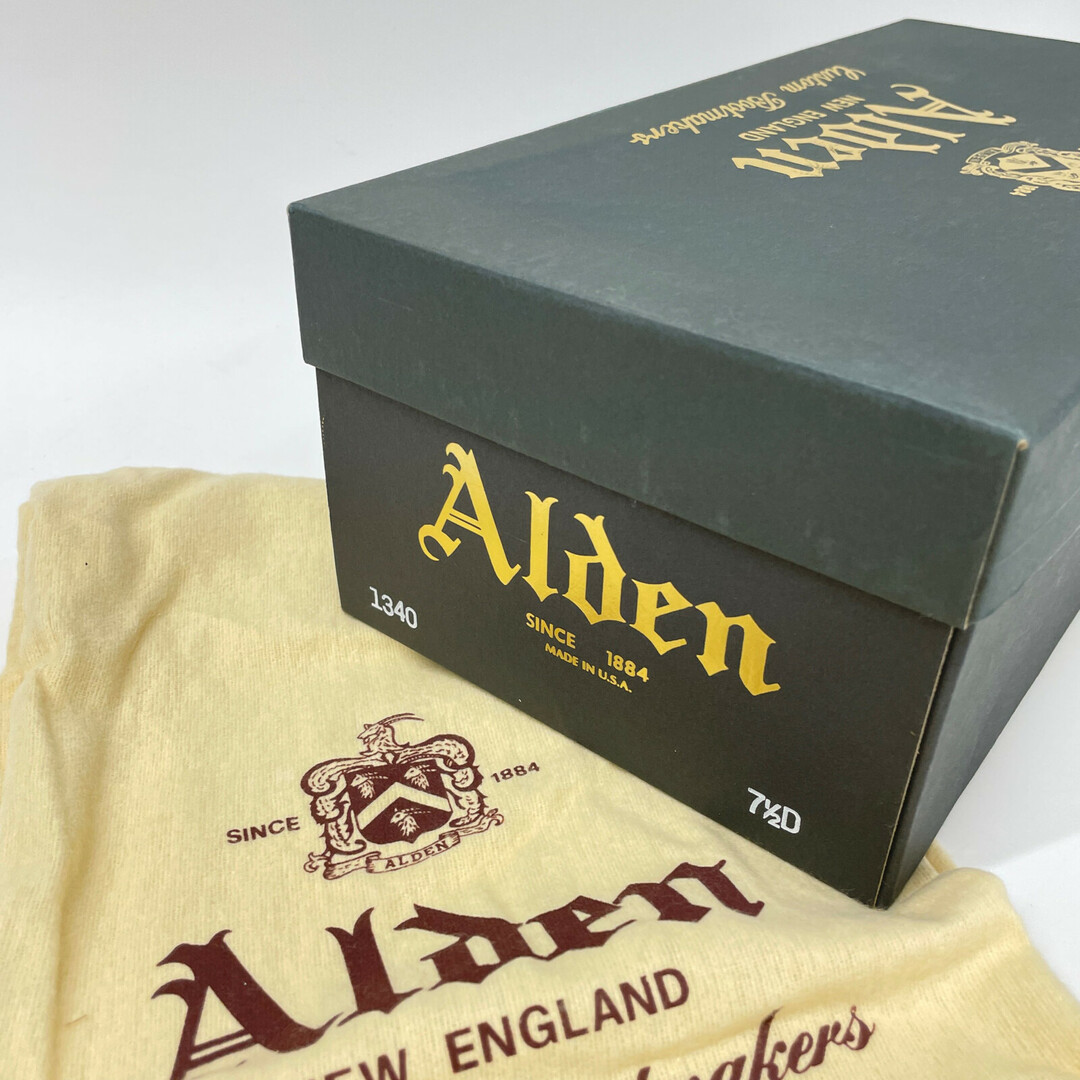 Alden
NEW ENGLAND
Custom Bootmakers
1884
Alden
SINCE 1884
MADE IN U.S.A.
1340
7½D
SINCE 1884
ALDEN
Alden
NEW ENGLAND